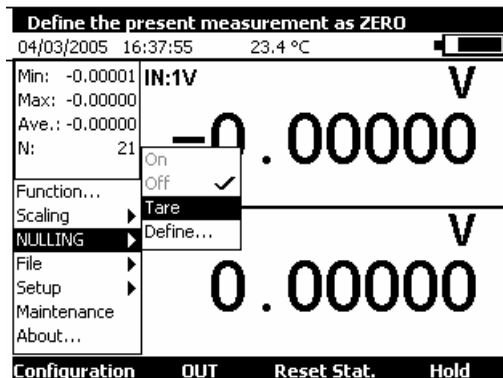 Define the present measurement as ZERO
04/03/2005 16:37:55 23.4 °C
Min: -0.00001
Max: -0.00000
Ave.: -0.00000
N: 21
IN:1V
V
-0.00000
Function...
Scaling
NULLING
File
Setup
Maintenance
About...
On
Off
Tare
Define...
V
0.00000
Configuration OUT Reset Stat. Hold